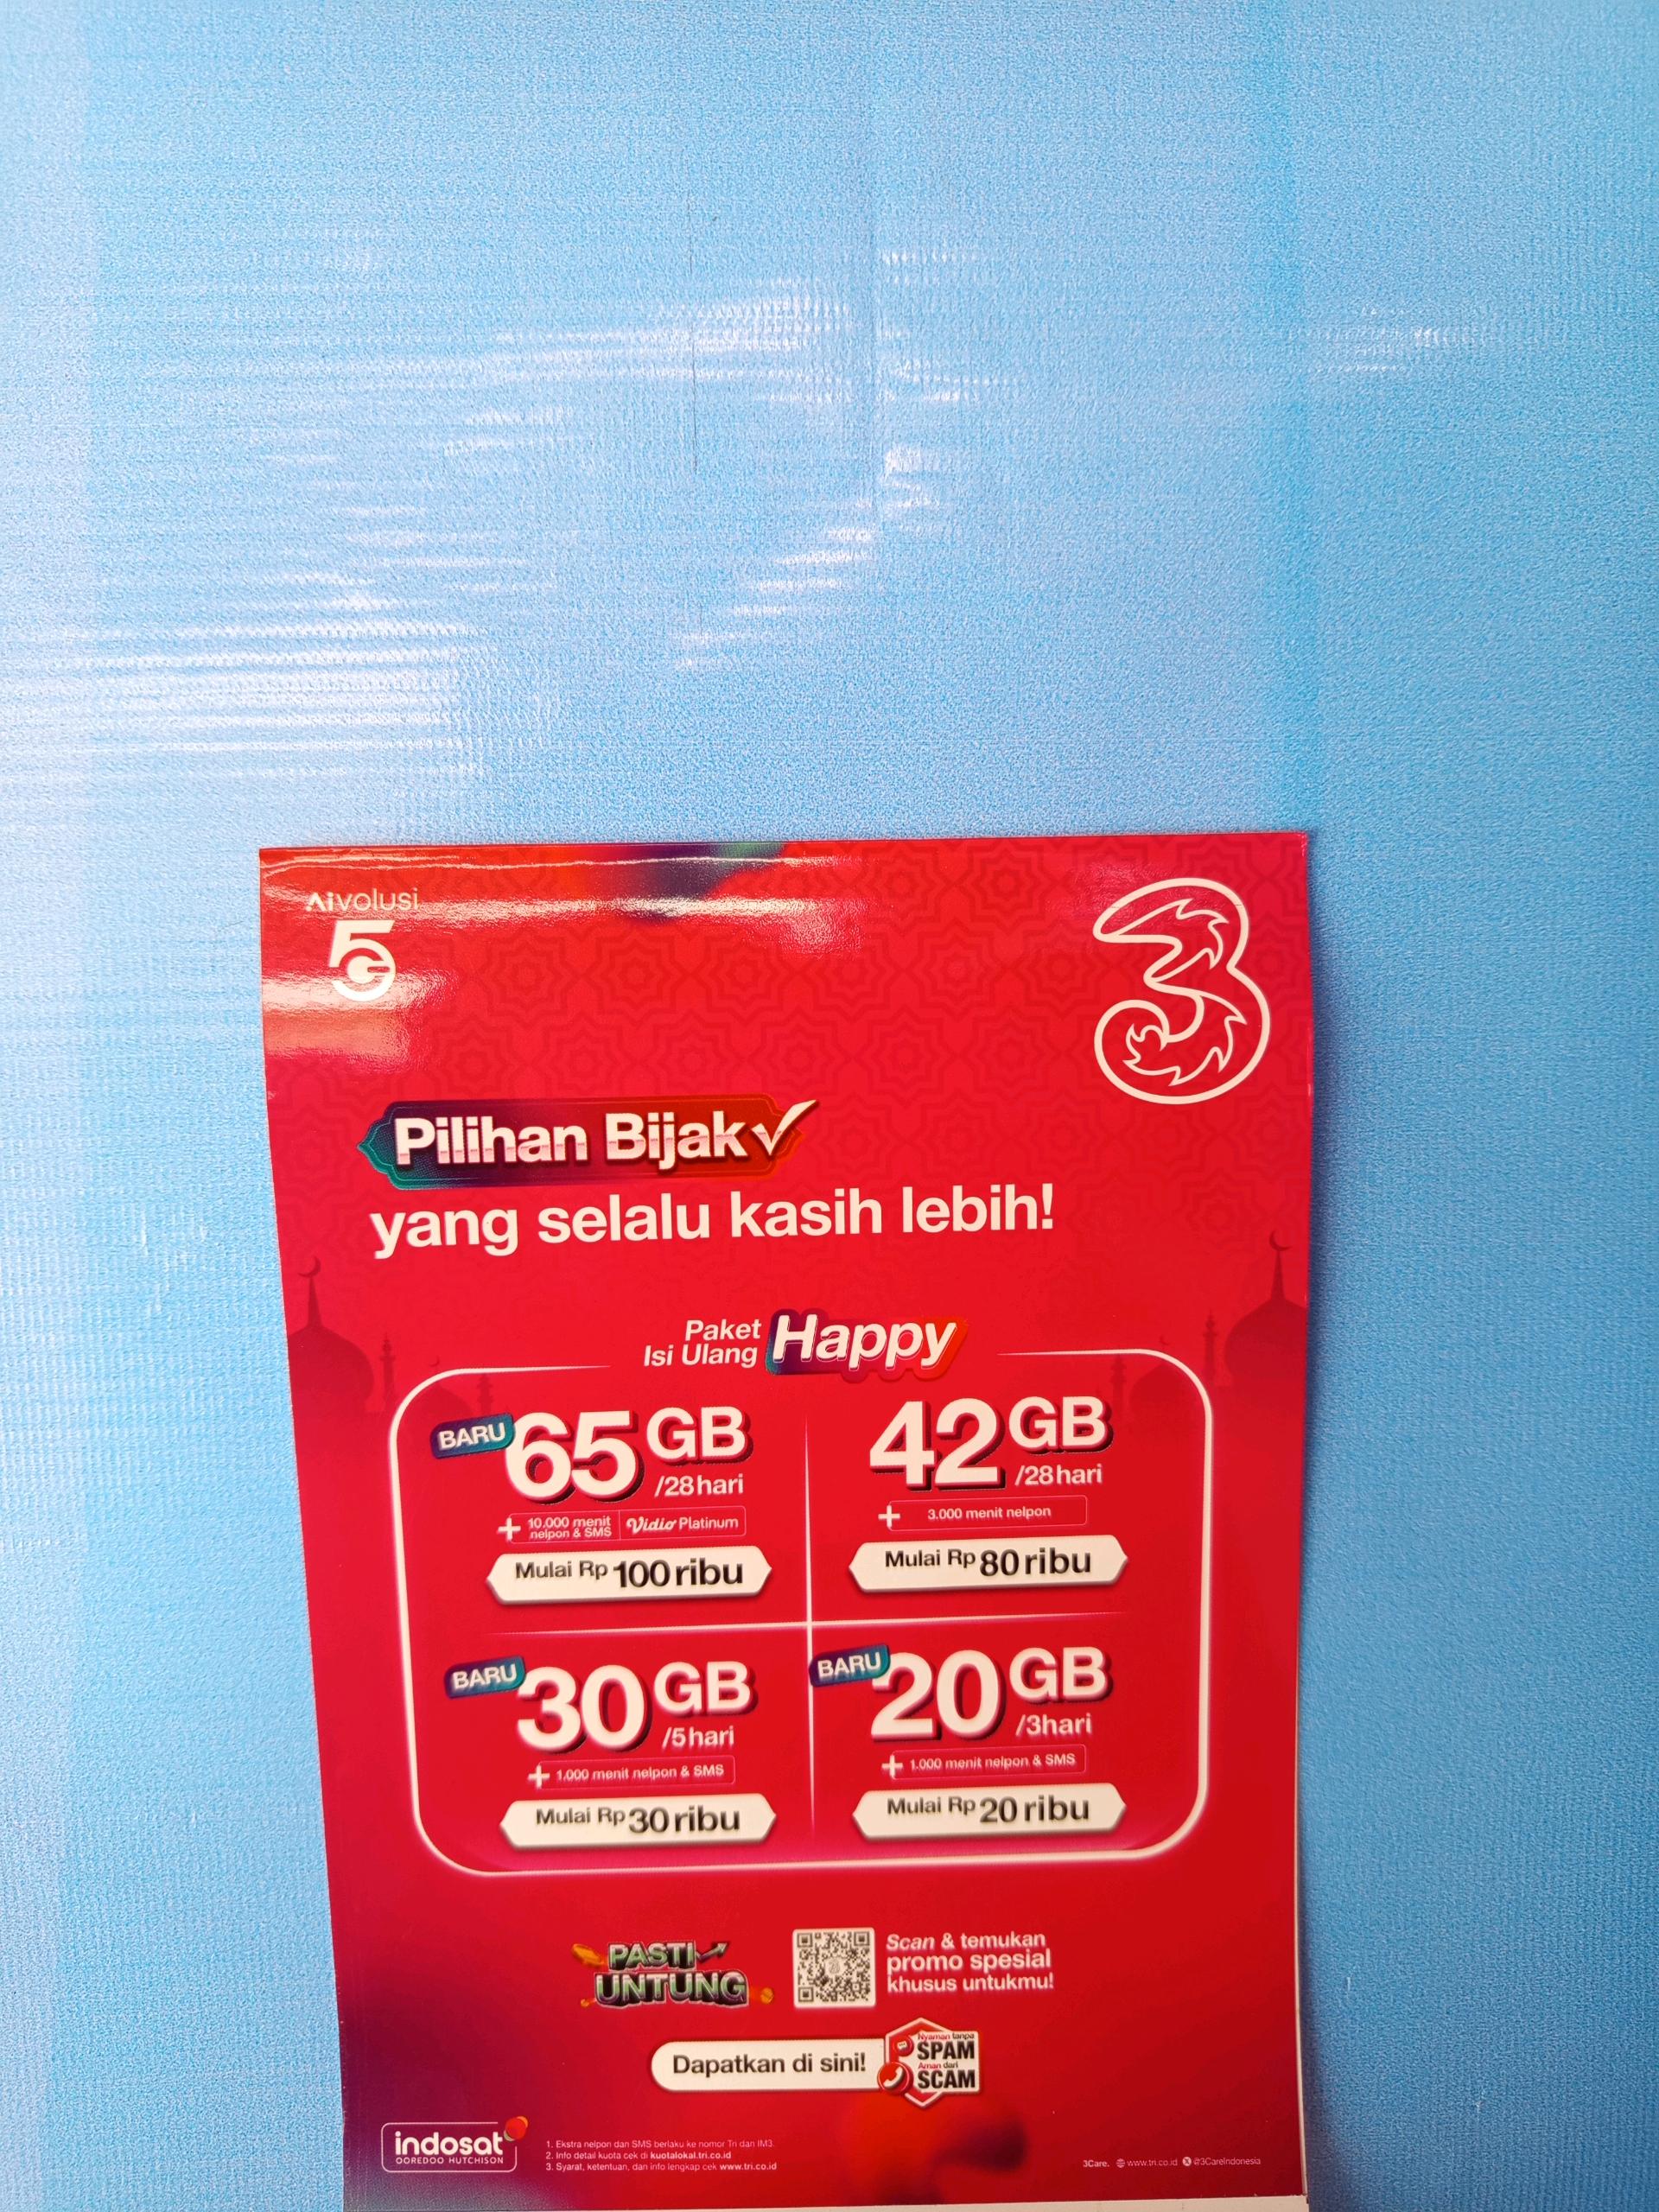 AIvolusi
5G
3
Pilihan Bijak
yang selalu kasih lebih!
Paket
Isi Ulang
Happy
BARU
65 GB
/28hari
+ 10.000 menit
nelpon & SMS
Vidio Platinum
Mulai Rp 100 ribu
42 GB
/28hari
+ 3.000 menit nelpon
Mulai Rp 80 ribu
BARU
30 GB
/5hari
+ 1.000 menit nelpon & SMS
Mulai Rp 30 ribu
BARU
20 GB
/3hari
+ 1.000 menit nelpon & SMS
Mulai Rp 20 ribu
PASTI
UNTUNG
Scan & temukan
promo spesial
khusus untukmu!
Dapatkan di sini!
Nyaman tanpa
SPAM
Aman dari
SCAM
indosat
OOREDOO HUTCHISON
1. Ekstra nelpon dan SMS berlaku ke nomor Tri dan IM3.
2. Info detail kuota cek di kuotalokal.tri.co.id
3. Syarat, ketentuan, dan info lengkap cek www.tri.co.id
3Care. www.tri.co.id X @3CareIndonesia